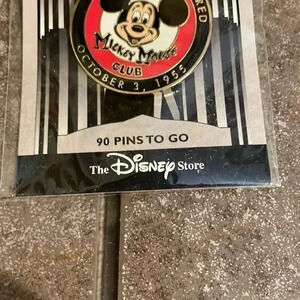 MICKEY MOUSE
CLUB
OCTOBER 3, 1955
90 PINS TO GO
The Disney Store